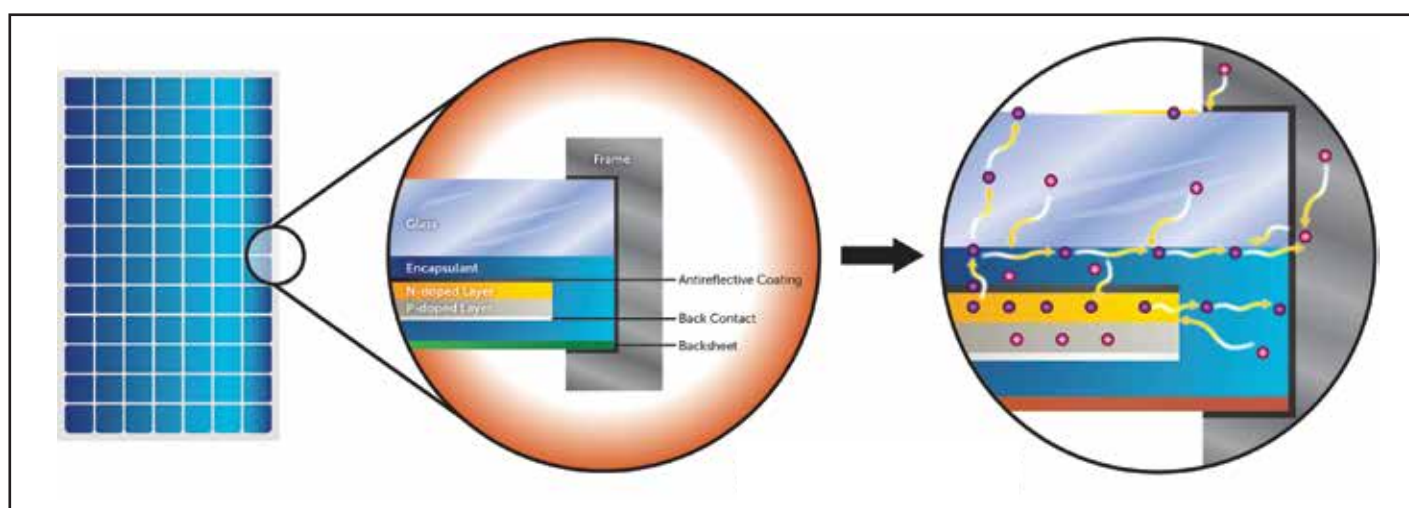 Frame
Glass
Encapsulant
Antireflective Coating
N-doped Layer
P-doped Layer
Back Contact
Backsheet